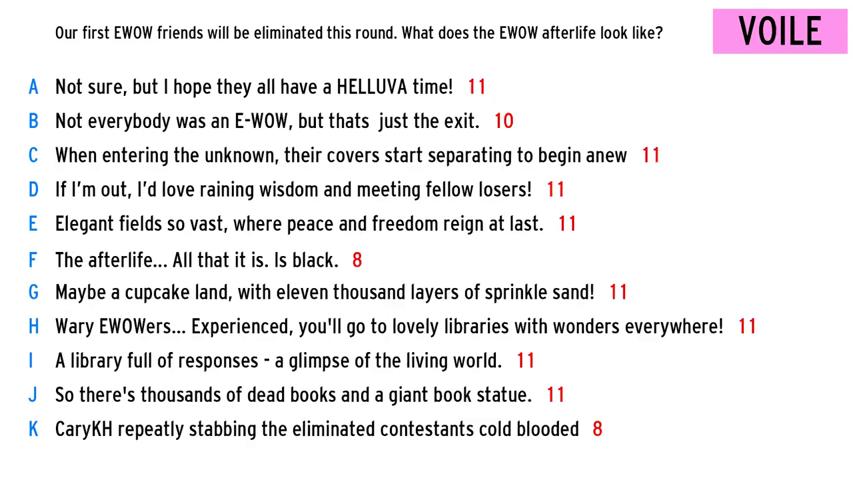 Our first EWOW friends will be eliminated this round. What does the EWOW afterlife look like?
VOILE
A Not sure, but I hope they all have a HELLUVA time! 11
B Not everybody was an E-WOW, but thats just the exit. 10
C When entering the unknown, their covers start separating to begin anew 11
D If I'm out, I'd love raining wisdom and meeting fellow losers! 11
E Elegant fields so vast, where peace and freedom reign at last. 11
F The afterlife... All that it is. Is black. 8
G Maybe a cupcake land, with eleven thousand layers of sprinkle sand! 11
H Wary EWOWers... Experienced, you'll go to lovely libraries with wonders everywhere! 11
I A library full of responses - a glimpse of the living world. 11
J So there's thousands of dead books and a giant book statue. 11
K CaryKH repeatly stabbing the eliminated contestants cold blooded 8